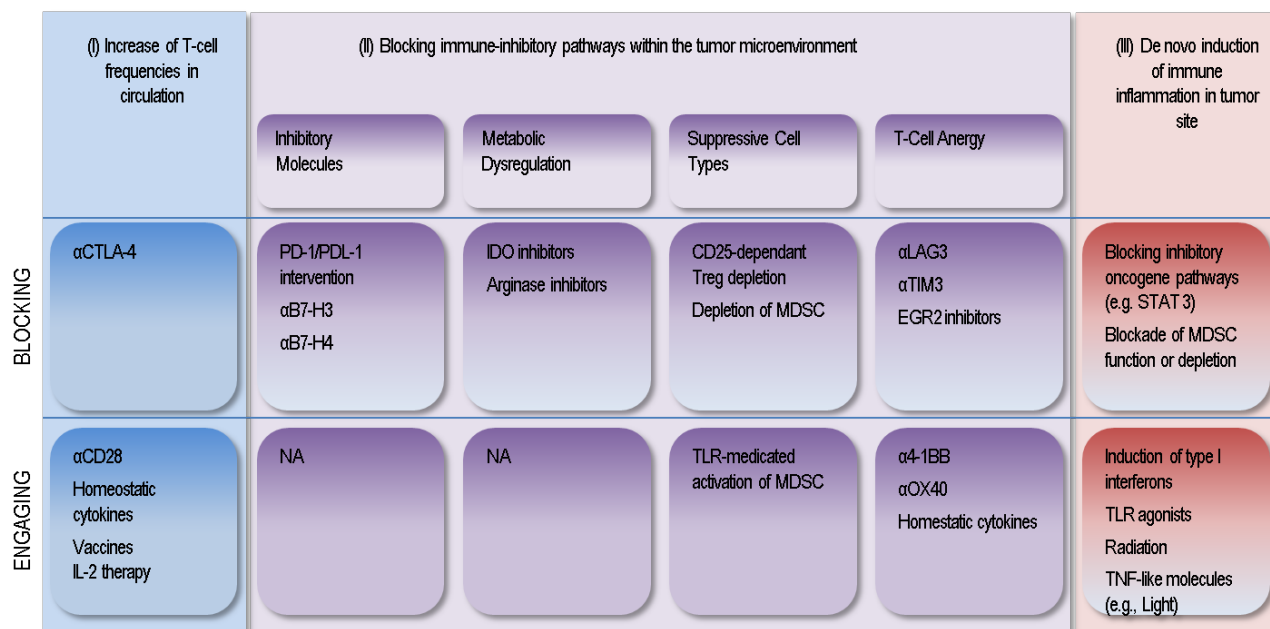 (I) Increase of T-cell
frequencies in
circulation
(II) Blocking immune-inhibitory pathways within the tumor microenvironment
(III) De novo induction
of immune
inflammation in tumor
site
Inhibitory
Molecules
Metabolic
Dysregulation
Suppressive Cell
Types
T-Cell Anergy
BLOCKING
αCTLA-4
PD-1/PDL-1
intervention
αB7-H3
αB7-H4
IDO inhibitors
Arginase inhibitors
CD25-dependant
Treg depletion
Depletion of MDSC
αLAG3
αTIM3
EGR2 inhibitors
Blocking inhibitory
oncogene pathways
(e.g. STAT 3)
Blockade of MDSC
function or depletion
ENGAGING
αCD28
Homeostatic
cytokines
Vaccines
IL-2 therapy
NA
NA
TLR-medicated
activation of MDSC
α4-1BB
αOX40
Homestatic cytokines
Induction of type I
interferons
TLR agonists
Radiation
TNF-like molecules
(e.g., Light)